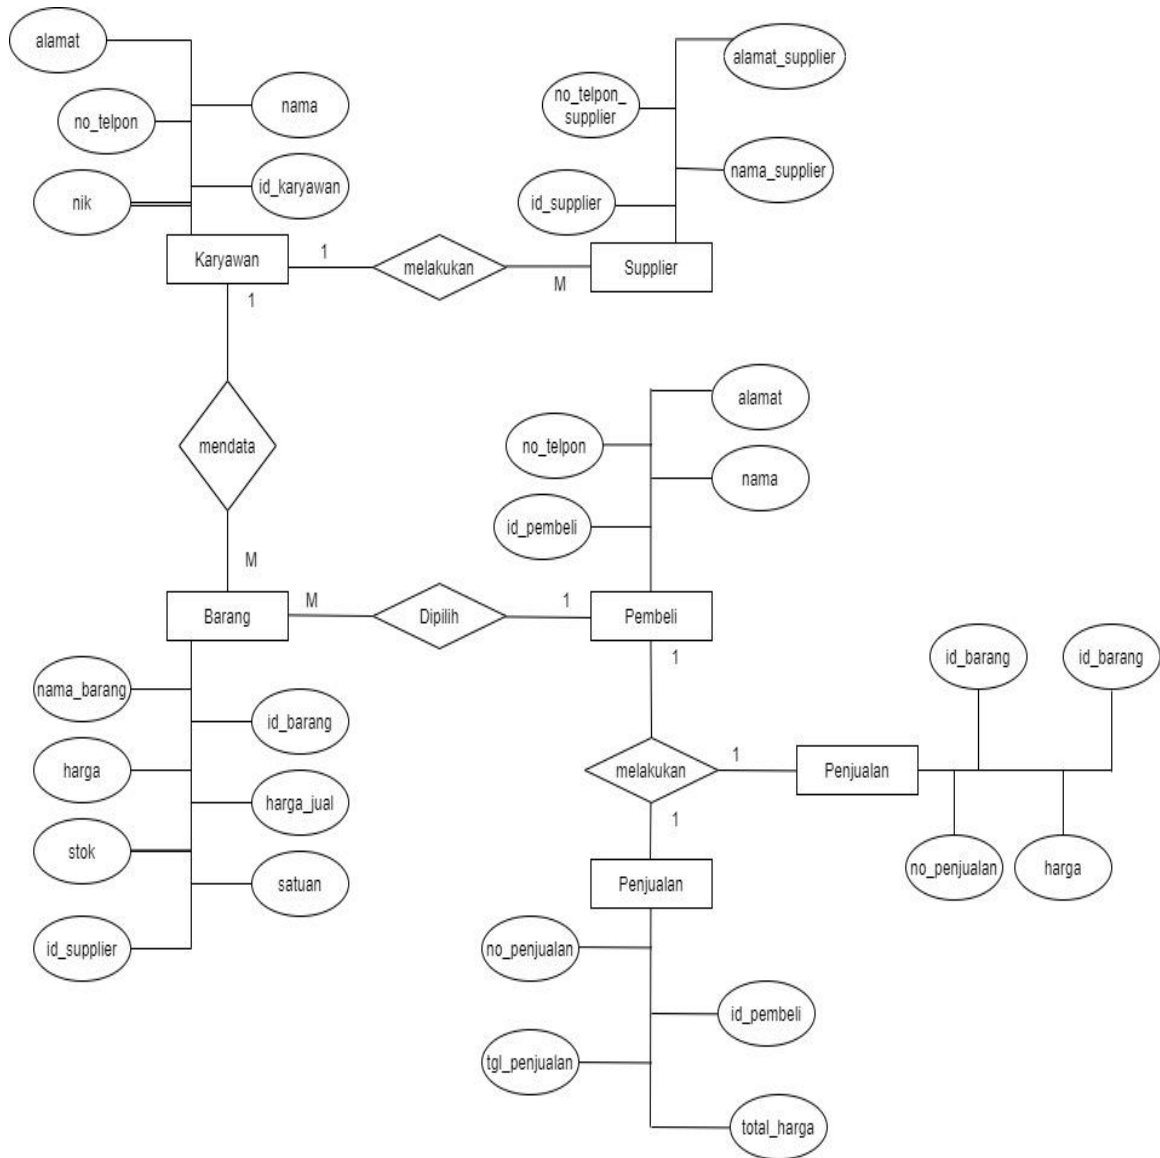 alamat
nama
no_telpon
id_karyawan
nik
Karyawan
1
melakukan
M
Supplier
alamat_supplier
no_telpon_
supplier
nama_supplier
id_supplier
1
mendata
M
Barang
M
Dipilih
1
Pembeli
alamat
no_telpon
nama
id_pembeli
nama_barang
id_barang
harga
harga_jual
stok
satuan
id_supplier
1
melakukan
1
Penjualan
id_barang
id_barang
no_penjualan
harga
1
Penjualan
no_penjualan
id_pembeli
tgl_penjualan
total_harga